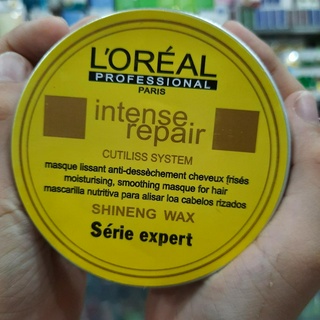 L'ORÉAL
PROFESSIONNEL
PARIS
intense
repair
CUTILISS SYSTEM
masque lissant anti-dessèchement cheveux frisés
moisturising, smoothing masque for hair
mascarilla nutritiva para alisar loa cabelos rizados
SHINENG WAX
Série expert